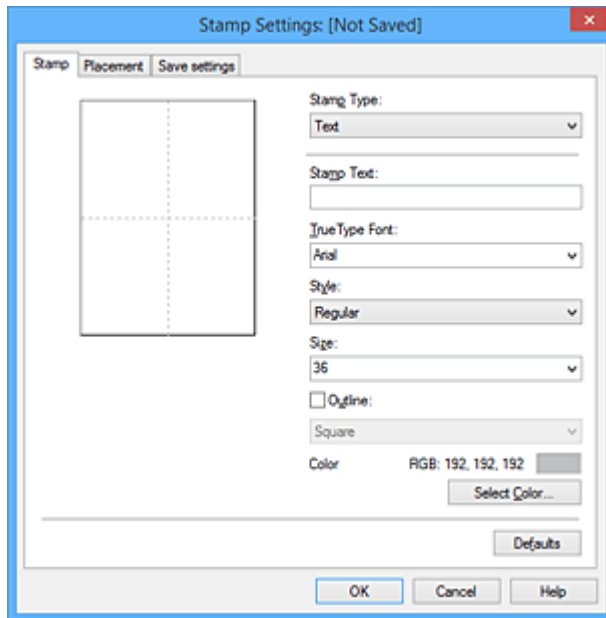 Stamp Settings: [Not Saved]
Stamp Placement Save settings
Stamp Type:
Text
Stamp Text:
TrueType Font:
Arial
Style:
Regular
Size:
36
Outline:
Square
Color RGB: 192, 192, 192
Select Color...
Defaults
OK Cancel Help